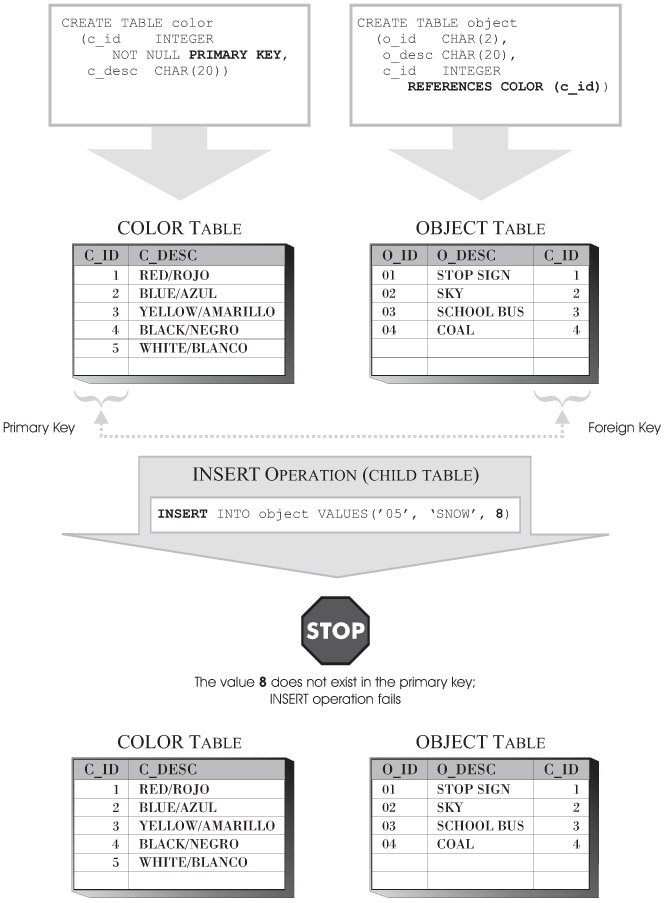 CREATE TABLE color
(c_id INTEGER
NOT NULL PRIMARY KEY,
c_desc CHAR(20))
CREATE TABLE object
(o_id CHAR(2),
o_desc CHAR(20),
c_id INTEGER
REFERENCES COLOR (c_id))
COLOR TABLE
C_ID C_DESC
1 RED/ROJO
2 BLUE/AZUL
3 YELLOW/AMARILLO
4 BLACK/NEGRO
5 WHITE/BLANCO
OBJECT TABLE
O_ID O_DESC C_ID
01 STOP SIGN 1
02 SKY 2
03 SCHOOL BUS 3
04 COAL 4
Primary Key
Foreign Key
INSERT OPERATION (CHILD TABLE)
INSERT INTO object VALUES(’05’, ‘SNOW’, 8)
STOP
The value 8 does not exist in the primary key;
INSERT operation fails
COLOR TABLE
C_ID C_DESC
1 RED/ROJO
2 BLUE/AZUL
3 YELLOW/AMARILLO
4 BLACK/NEGRO
5 WHITE/BLANCO
OBJECT TABLE
O_ID O_DESC C_ID
01 STOP SIGN 1
02 SKY 2
03 SCHOOL BUS 3
04 COAL 4